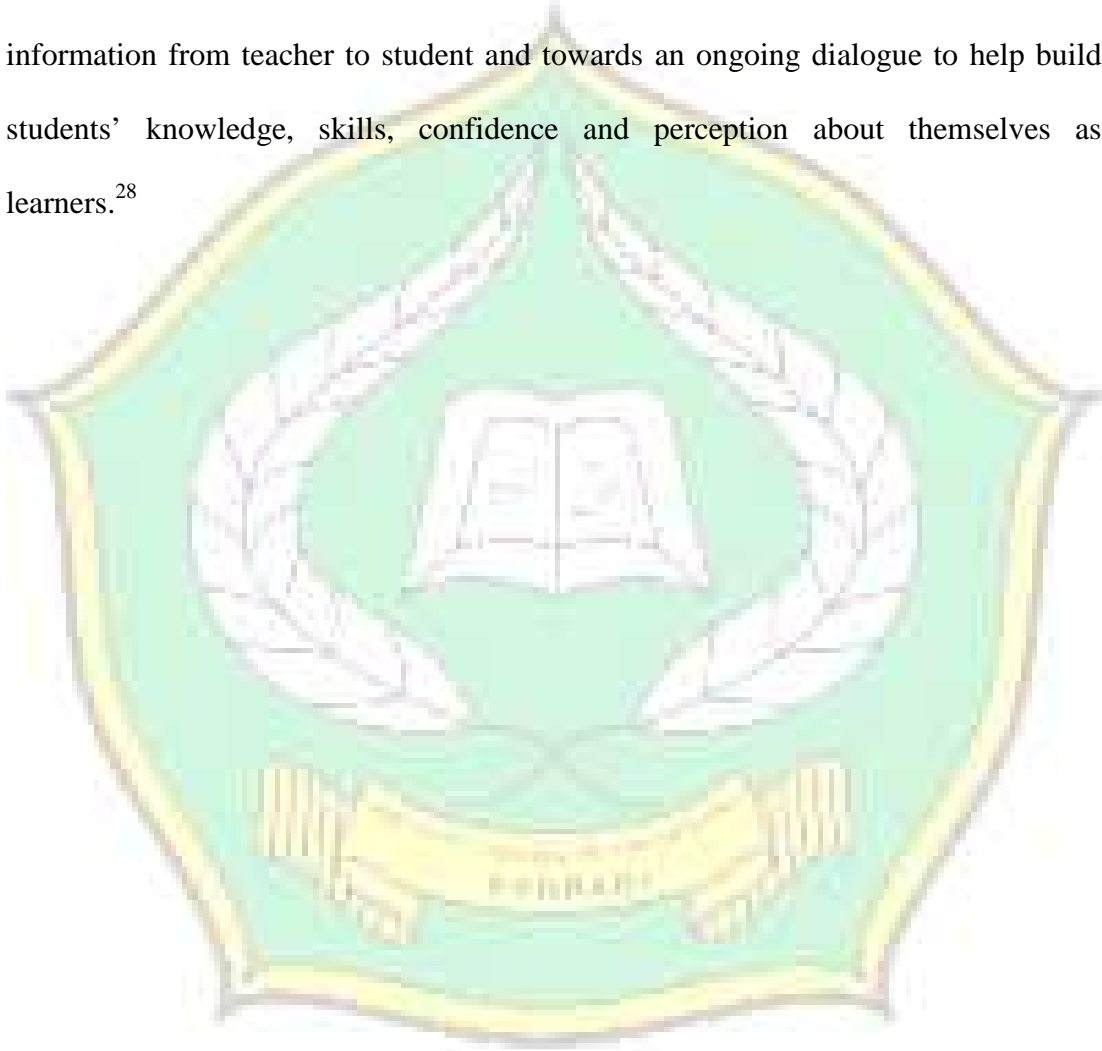 information from teacher to student and towards an ongoing dialogue to help build
students’ knowledge, skills, confidence and perception about themselves as
learners.28